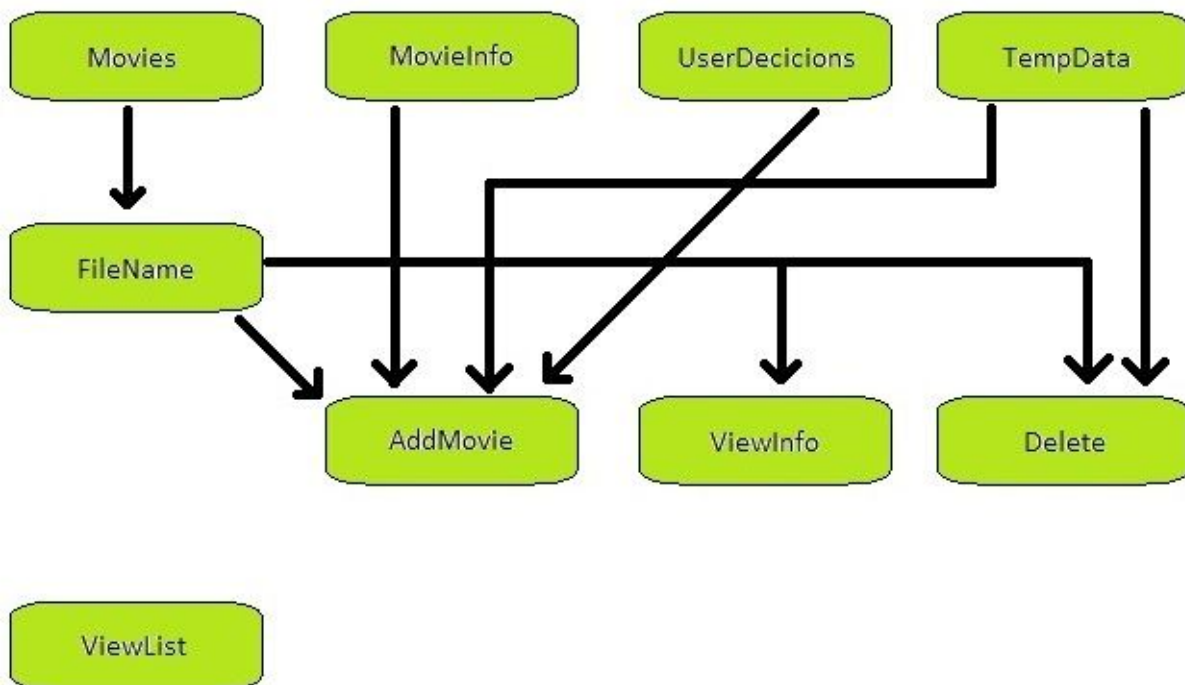 Movies
MovieInfo
UserDecicions
TempData
FileName
AddMovie
ViewInfo
Delete
ViewList